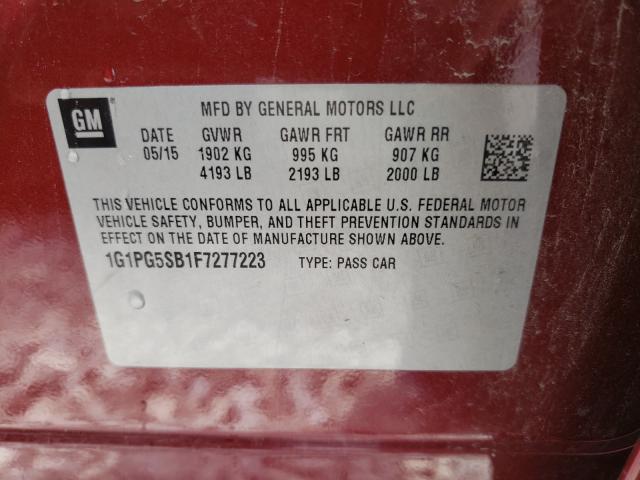 GM
MFD BY GENERAL MOTORS LLC
DATE GVWR GAWR FRT GAWR RR
05/15 1902 KG 995 KG 907 KG
4193 LB 2193 LB 2000 LB
THIS VEHICLE CONFORMS TO ALL APPLICABLE U.S. FEDERAL MOTOR
VEHICLE SAFETY, BUMPER, AND THEFT PREVENTION STANDARDS IN
EFFECT ON THE DATE OF MANUFACTURE SHOWN ABOVE.
1G1PG5SB1F7277223 TYPE: PASS CAR